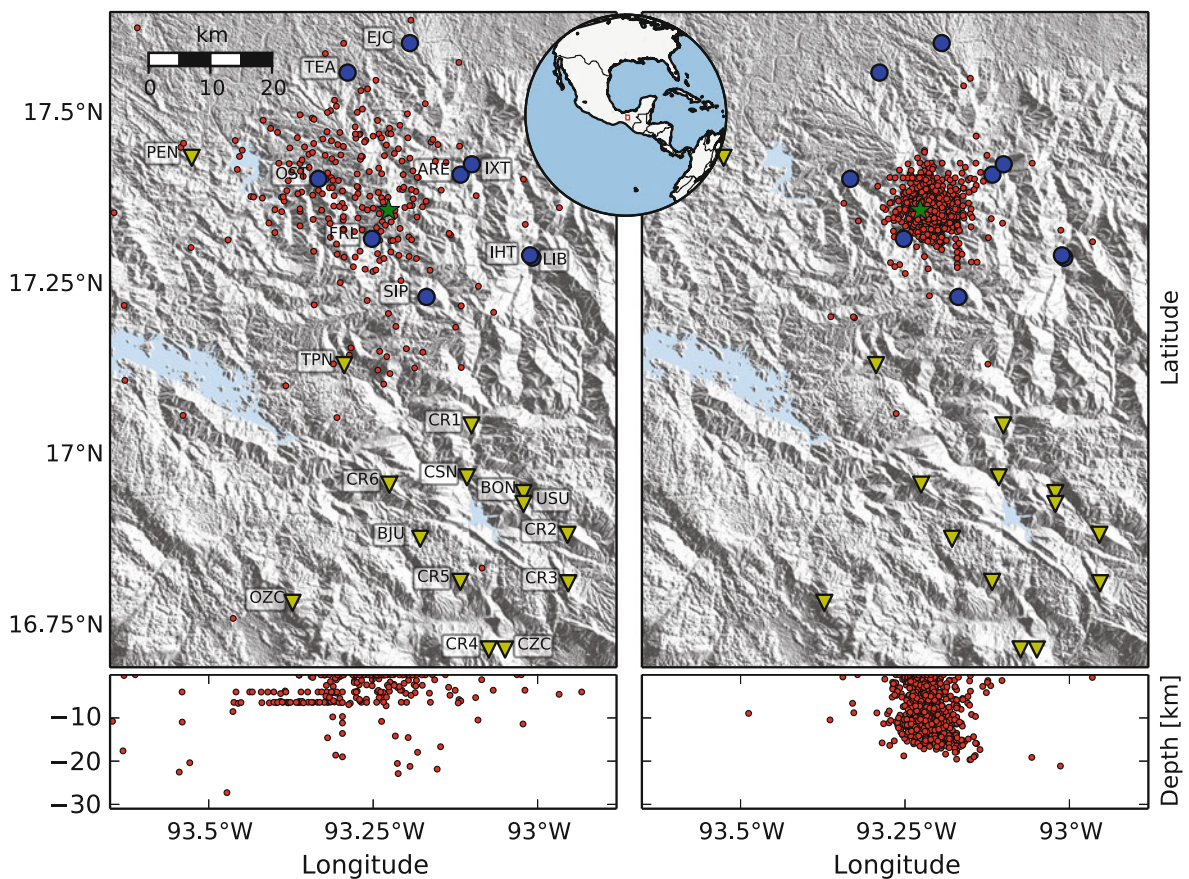 km
0 10 20
EJC
TEA
17.5°N
PEN
ARE
IXT
IHT
LIB
17.25°N
SIP
TPN
CR1
17°N
CSN
CR6
BON
USU
CR2
BJU
CR5
CR3
OZC
16.75°N
CR4
CZC
Latitude
−10
−20
−30
Depth [km]
93.5°W 93.25°W 93°W
93.5°W 93.25°W 93°W
Longitude
Longitude